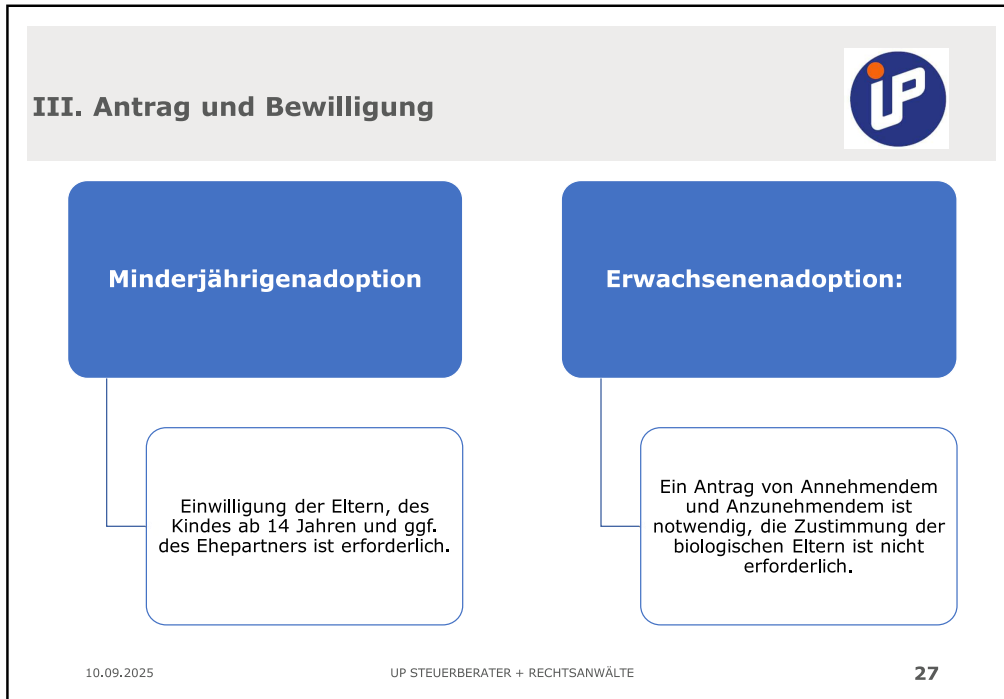 III. Antrag und Bewilligung
iP
Minderjährigenadoption
Einwilligung der Eltern, des
Kindes ab 14 Jahren und ggf.
des Ehepartners ist erforderlich.
Erwachsenenadoption:
Ein Antrag von Annehmendem
und Anzunehmendem ist
notwendig, die Zustimmung der
biologischen Eltern ist nicht
erforderlich.
10.09.2025
UP STEUERBERATER + RECHTSANWÄLTE
27